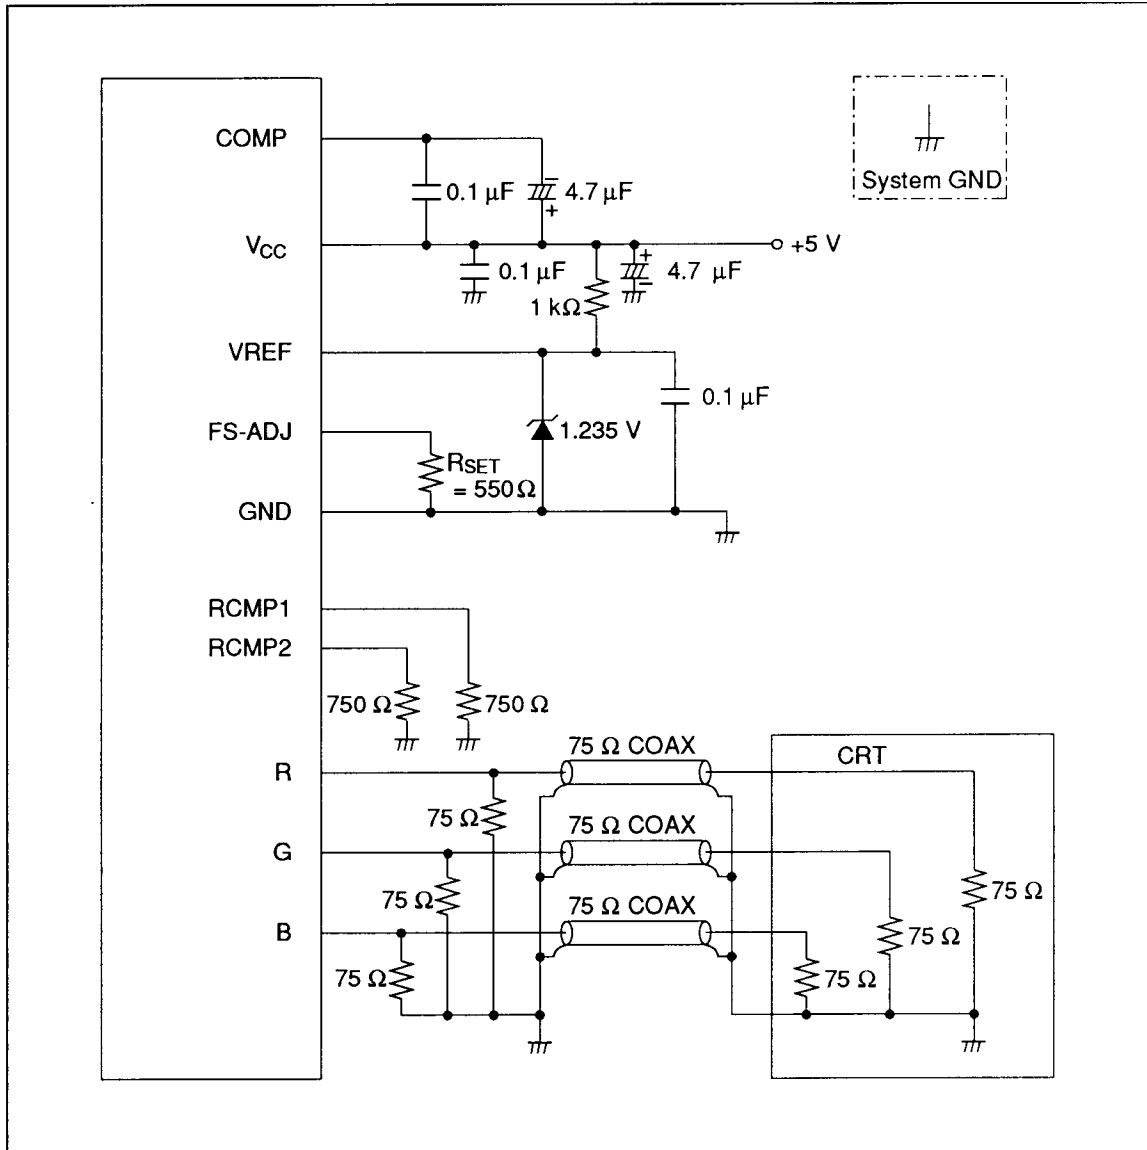 COMP
0.1 µF
4.7 µF
System GND
VCC
+5 V
0.1 µF
4.7 µF
1 kΩ
VREF
0.1 µF
FS-ADJ
1.235 V
RSET
= 550 Ω
GND
RCMP1
RCMP2
750 Ω
750 Ω
75 Ω COAX
CRT
R
75 Ω
75 Ω COAX
G
75 Ω
75 Ω
75 Ω COAX
B
75 Ω
75 Ω
75 Ω